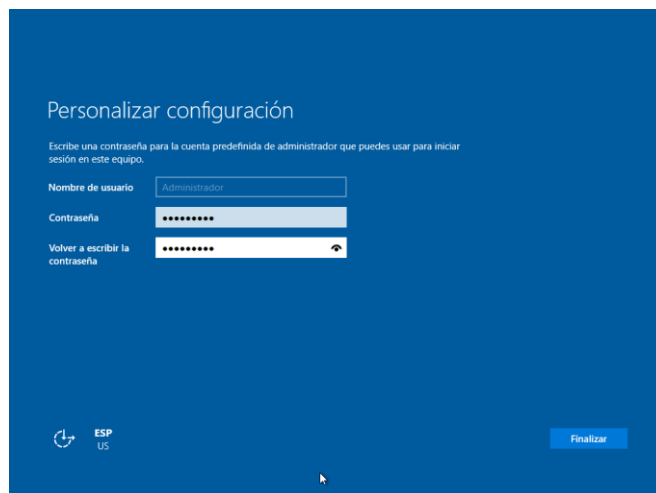 Personalizar configuración
Escribe una contraseña para la cuenta predefinida de administrador que puedes usar para iniciar
sesión en este equipo.
Nombre de usuario
Administrador
Contraseña
•••••••••
Volver a escribir la
contraseña
•••••••••
ESP
US
Finalizar